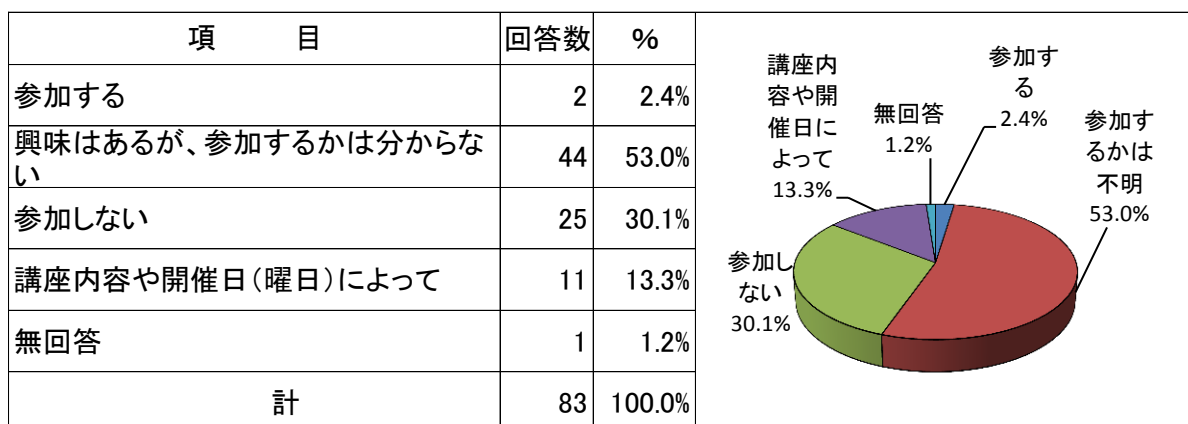 項　　目 回答数 %
参加する 2 2.4%
興味はあるが、参加するかは分からな
い 44 53.0%
参加しない 25 30.1%
講座内容や開催日(曜日)によって 11 13.3%
無回答 1 1.2%
計 83 100.0%
講座内
容や開
催日に
よって
13.3%
無回答
1.2%
参加す
る
2.4%
参加す
るかは
不明
53.0%
参加し
ない
30.1%